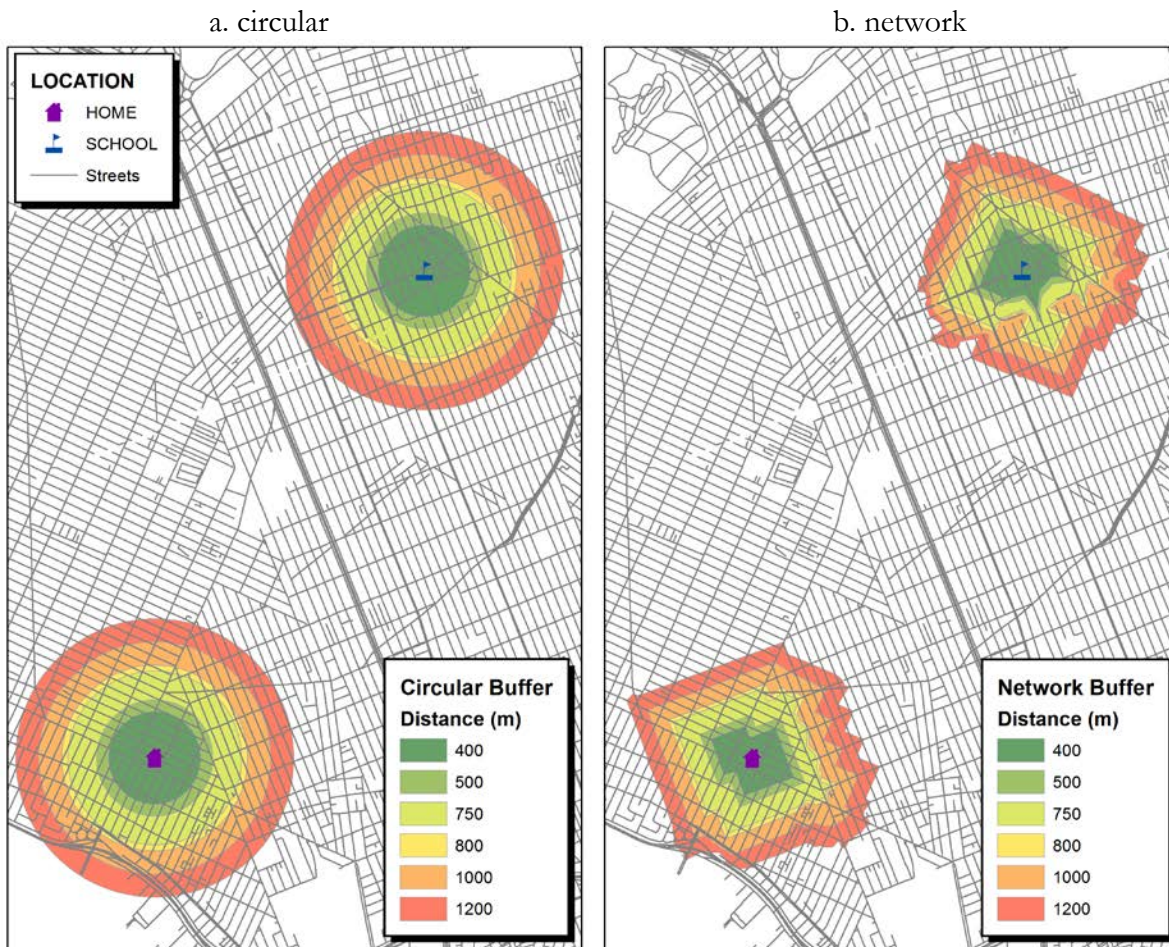 a. circular
b. network
LOCATION
HOME
SCHOOL
Streets
Circular Buffer
Distance (m)
400
500
750
800
1000
1200
Network Buffer
Distance (m)
400
500
750
800
1000
1200